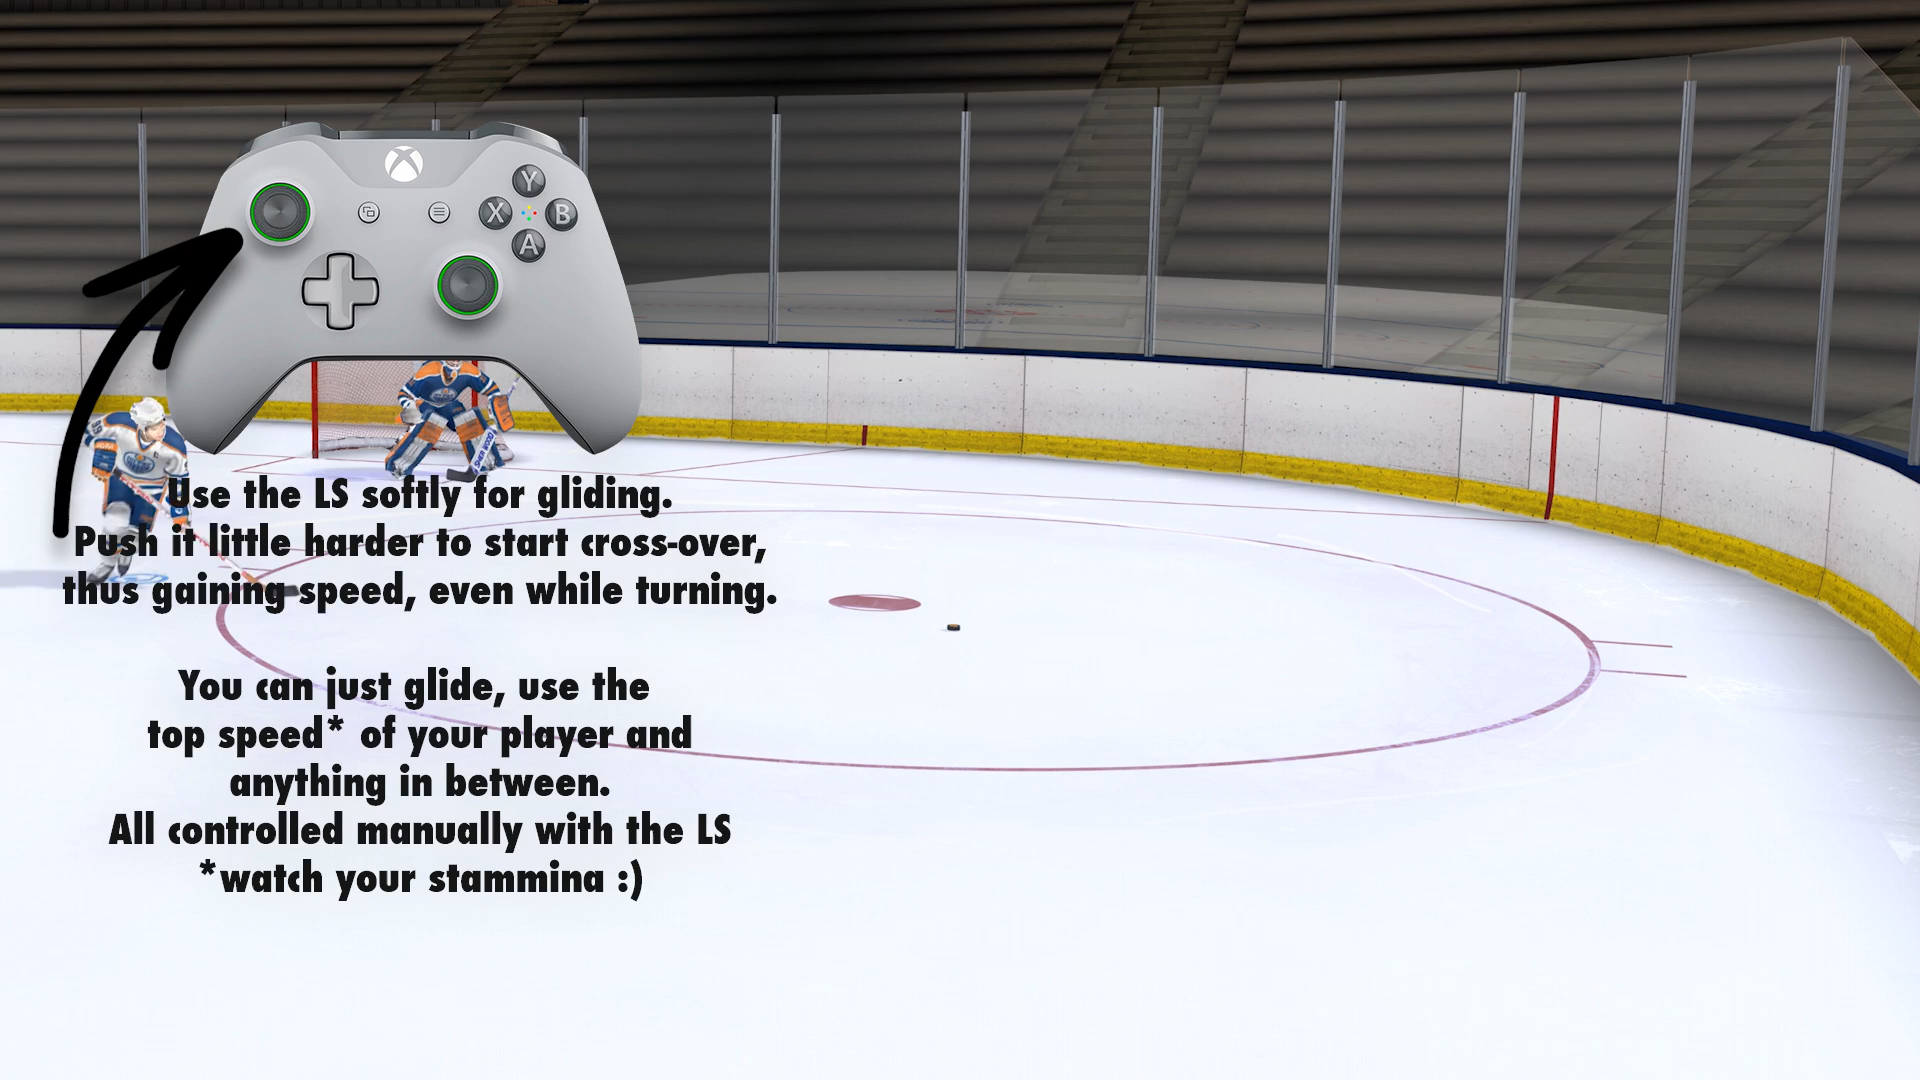 Y
X
B
A
Use the LS softly for gliding.
Push it little harder to start cross-over,
thus gaining speed, even while turning.
You can just glide, use the
top speed* of your player and
anything in between.
All controlled manually with the LS
*watch your stammina :)